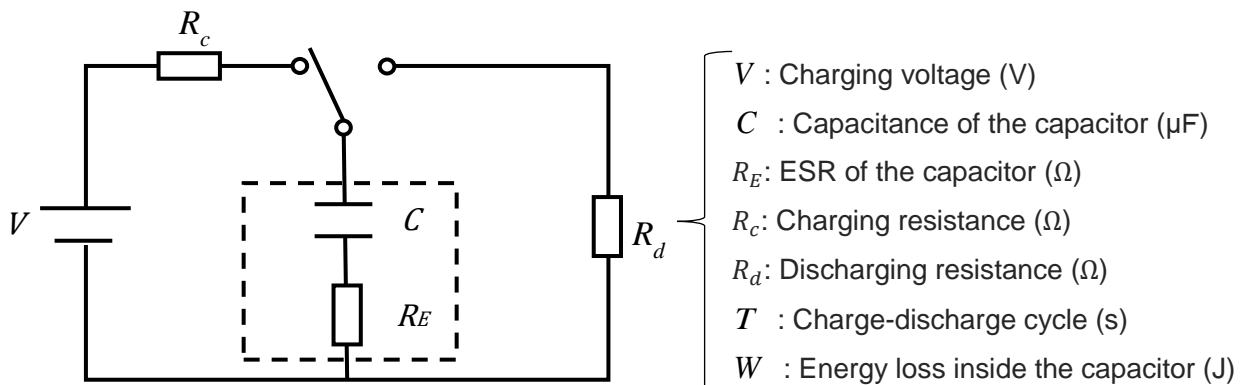 R_c
V
C
R_E
R_d
V : Charging voltage (V)
C : Capacitance of the capacitor (μF)
R_E: ESR of the capacitor (Ω)
R_c: Charging resistance (Ω)
R_d: Discharging resistance (Ω)
T : Charge-discharge cycle (s)
W : Energy loss inside the capacitor (J)